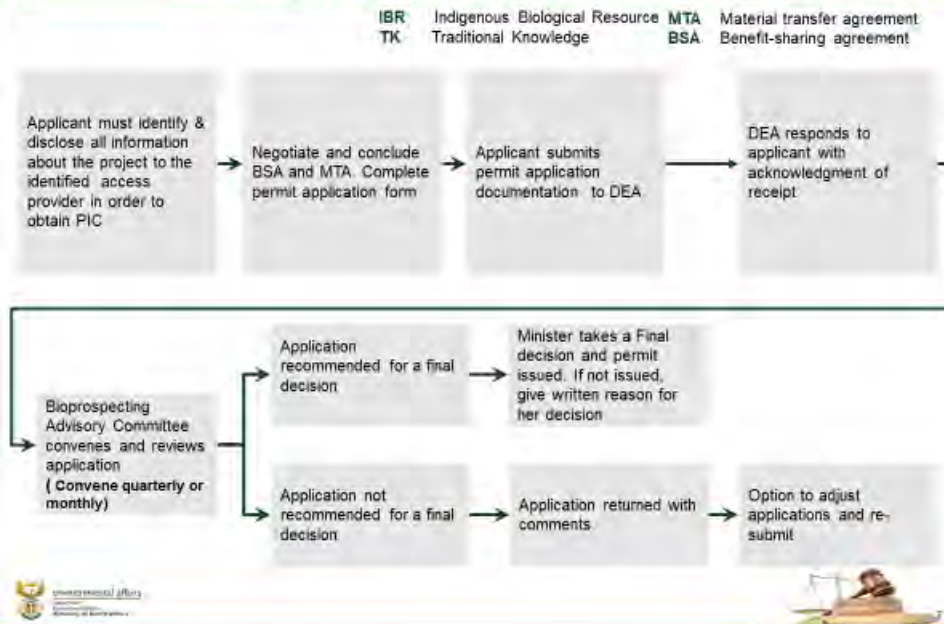 IBR Indigenous Biological Resource MTA Material transfer agreement
TK Traditional Knowledge BSA Benefit-sharing agreement
Applicant must identify &
disclose all information
about the project to the
identified access
provider in order to
obtain PIC
Negotiate and conclude
BSA and MTA. Complete
permit application form
Applicant submits
permit application
documentation to DEA
DEA responds to
applicant with
acknowledgment of
receipt
Bioprospecting
Advisory Committee
convenes and reviews
application
( Convene quarterly or
monthly)
Application
recommended for a final
decision
Minister takes a Final
decision and permit
issued. If not issued,
give written reason for
her decision
Application not
recommended for a final
decision
Application returned with
comments
Option to adjust
applications and re-
submit
environmental affairs